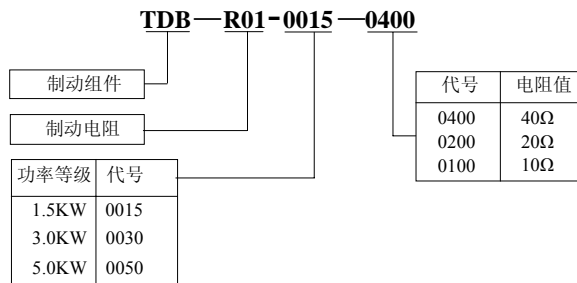 TDB—R01-0015—0400
制动组件
制动电阻
功率等级 代号
1.5KW 0015
3.0KW 0030
5.0KW 0050
代号 电阻值
0400 40Ω
0200 20Ω
0100 10Ω